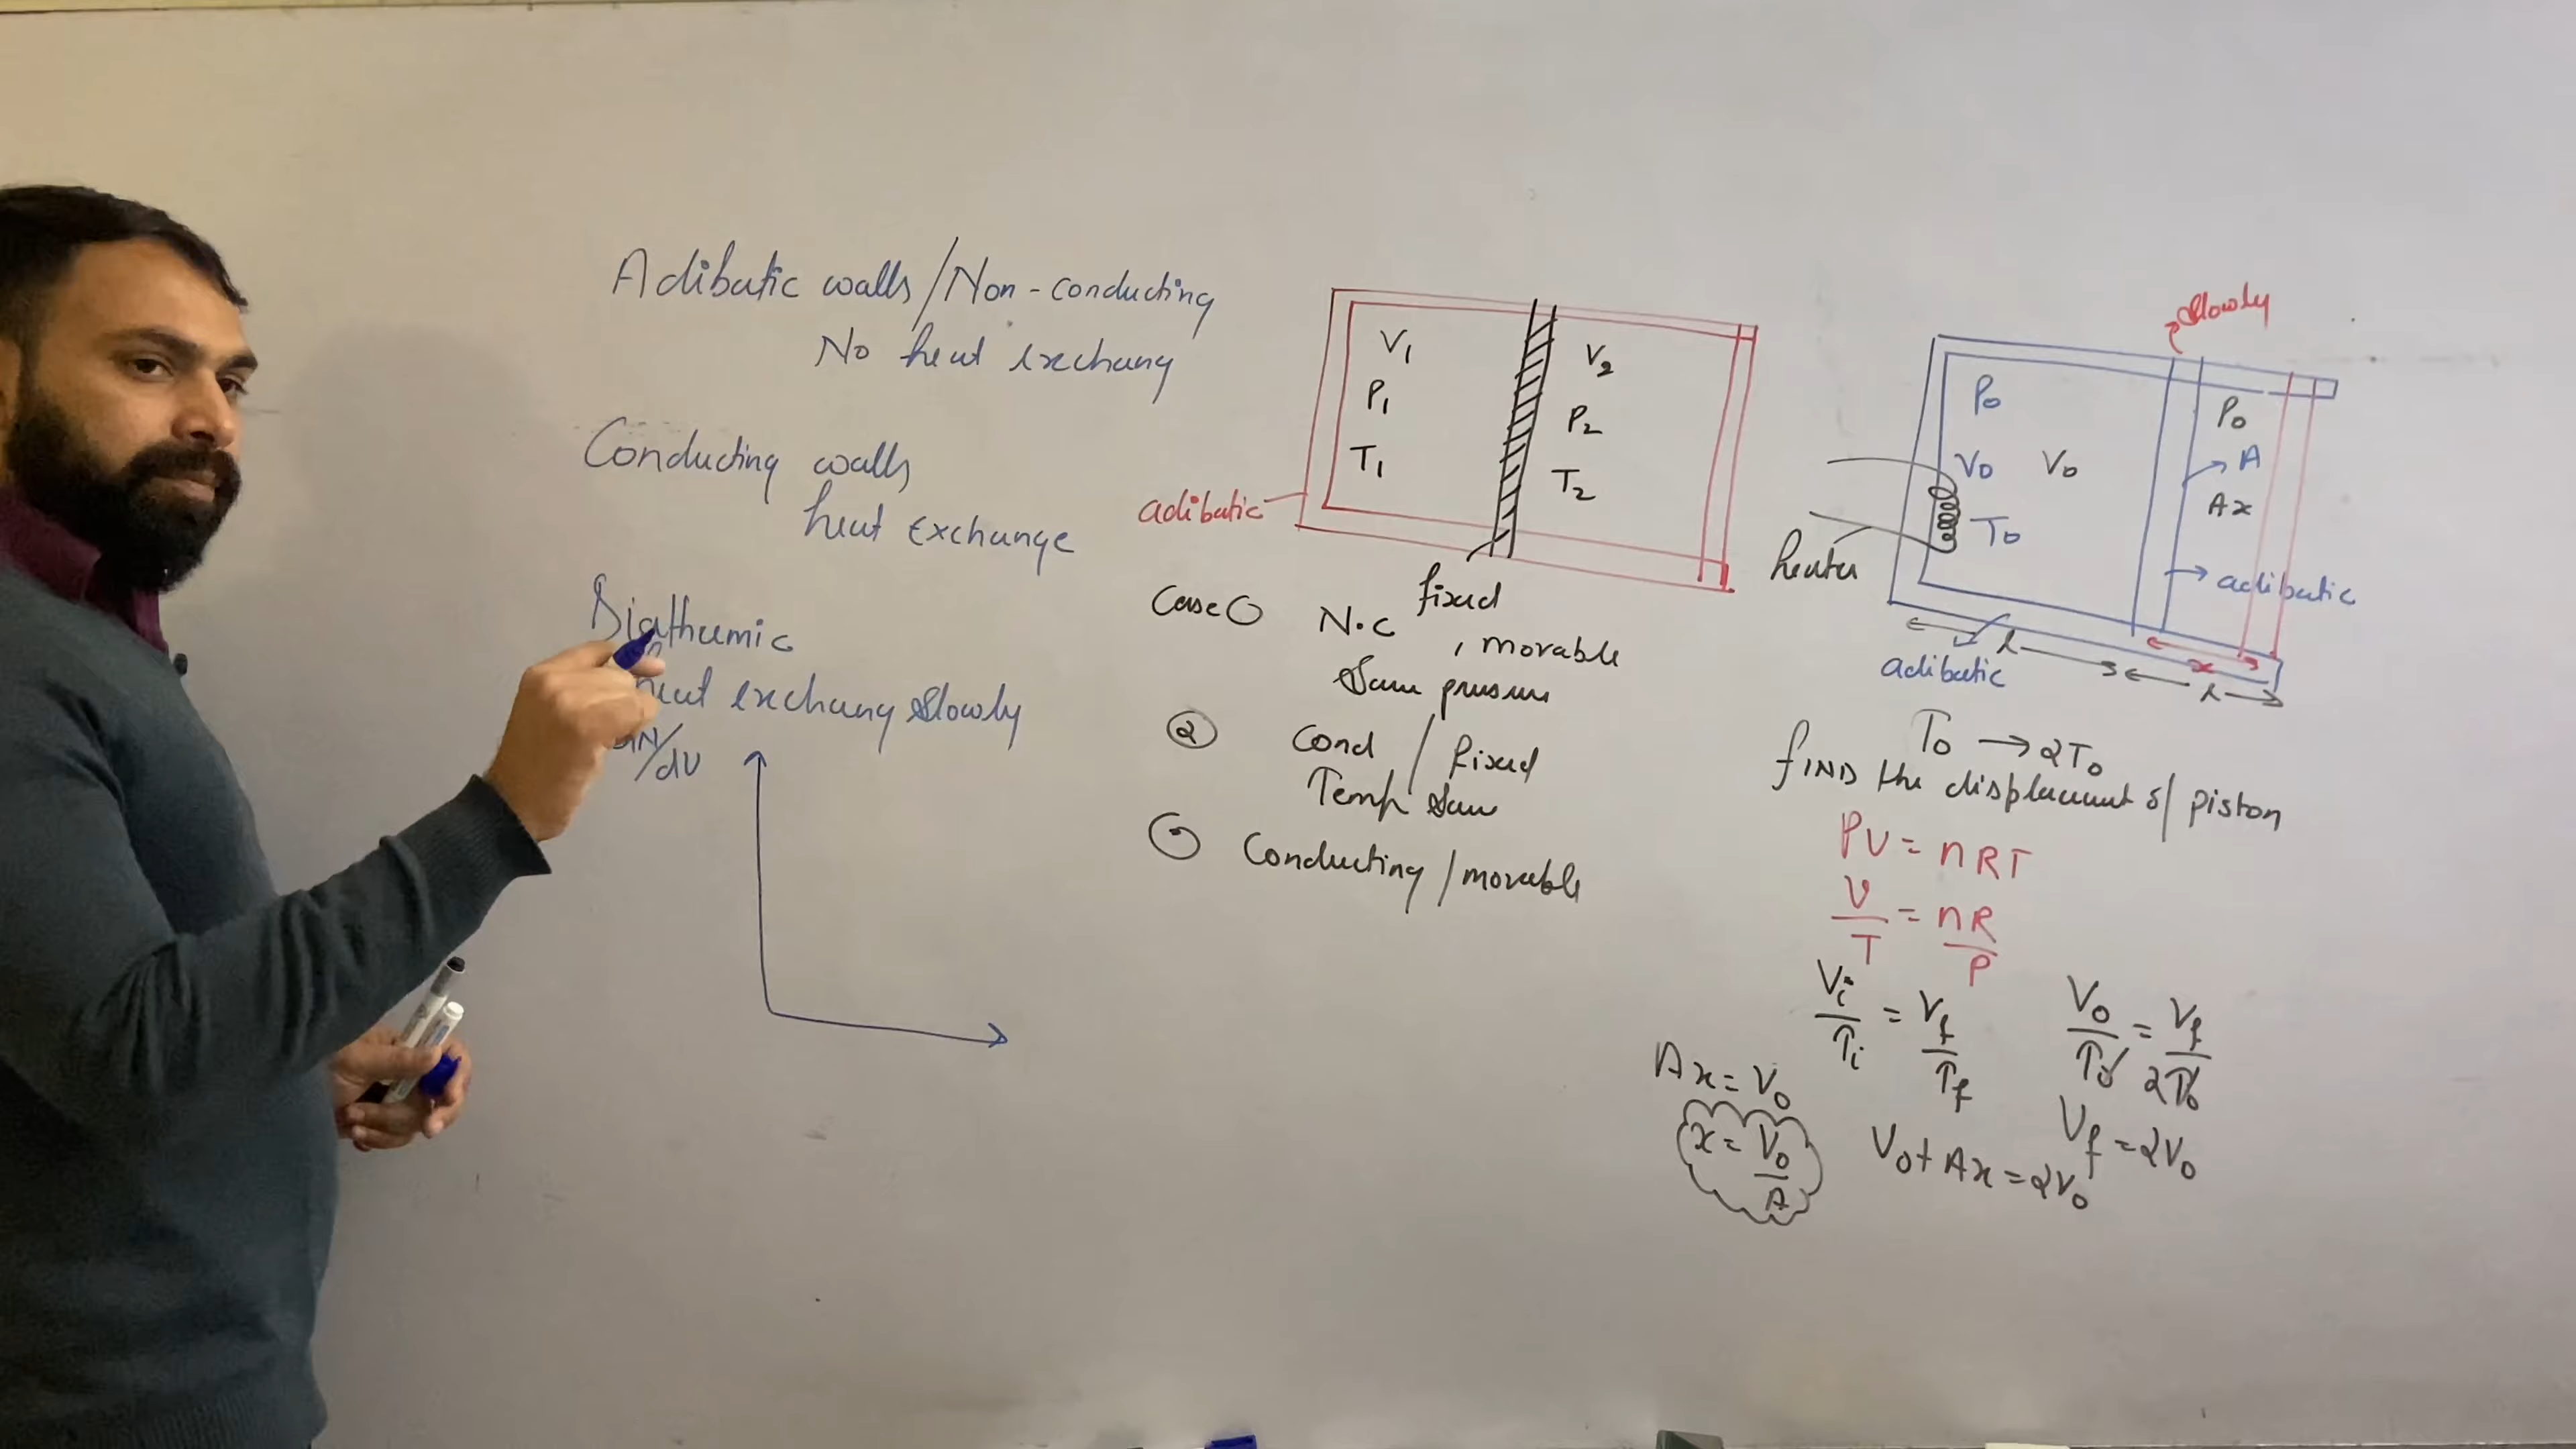 Adibatic walls/Non-conducting
No heat exchang
Conducting walls
heat Exchange
Diathermic
heat exchang slowly
dN/dV
V₁
P₁
T₁
V₂
P₂
T₂
adibatic
fixed
Case ○ N.C , movable
Same pressure
② Cond / fixed
Temp Same
Conducting / movable
slowly
P₀
V₀ V₀
T₀
P₀
A
Ax
heater
adibatic
adibatic
l
x
l
T₀ → 2T₀
FIND the displacement of piston
PV = nRT
V/T = nR/P
Vi/Ti = Vf/Tf
V₀/T₀ = Vf/2T₀
Vf = 2V₀
V₀ + Ax = 2V₀
Ax = V₀
x = V₀/A